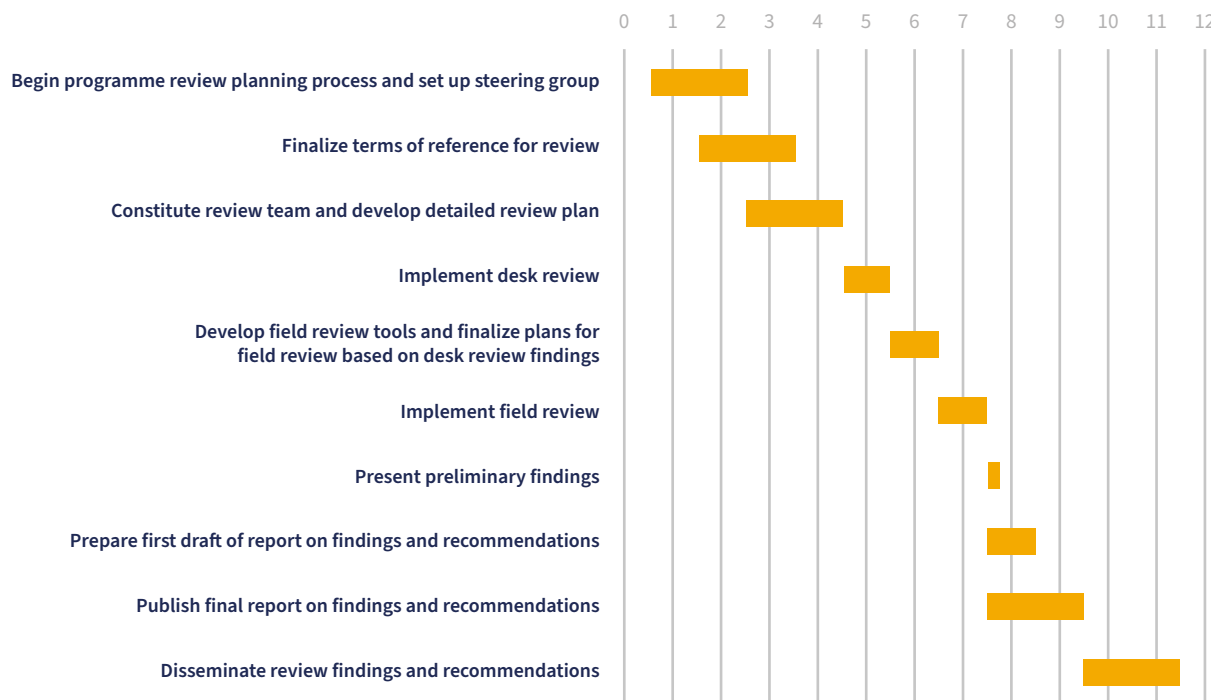 0 1 2 3 4 5 6 7 8 9 10 11 12
Begin programme review planning process and set up steering group
Finalize terms of reference for review
Constitute review team and develop detailed review plan
Implement desk review
Develop field review tools and finalize plans for
field review based on desk review findings
Implement field review
Present preliminary findings
Prepare first draft of report on findings and recommendations
Publish final report on findings and recommendations
Disseminate review findings and recommendations